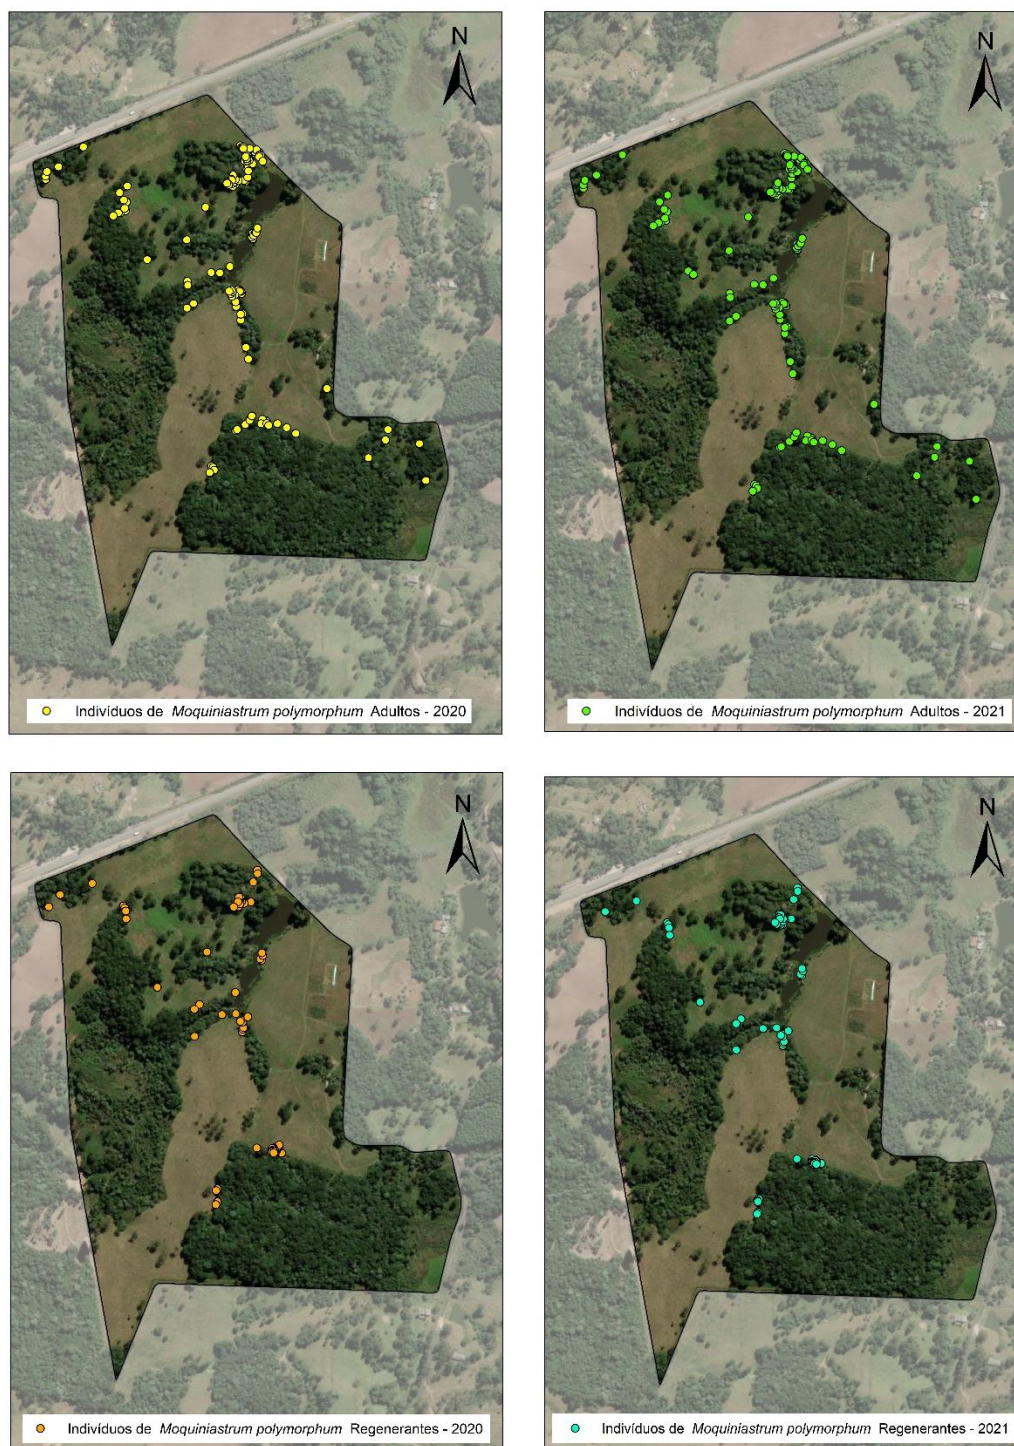 N
N
Indivíduos de Moquiniastrum polymorphum Adultos - 2020
Indivíduos de Moquiniastrum polymorphum Adultos - 2021
N
N
Indivíduos de Moquiniastrum polymorphum Regenerantes - 2020
Indivíduos de Moquiniastrum polymorphum Regenerantes - 2021